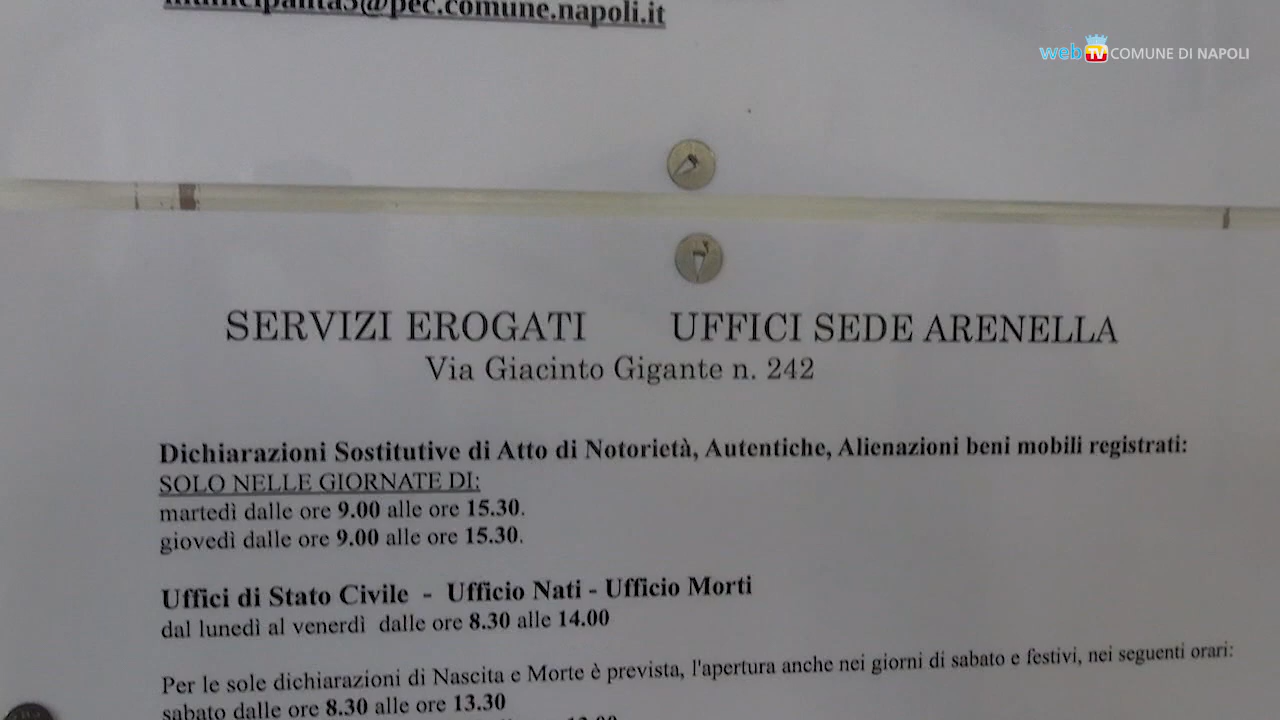 municipalita5@pec.comune.napoli.it
web TV COMUNE DI NAPOLI
SERVIZI EROGATI UFFICI SEDE ARENELLA
Via Giacinto Gigante n. 242
Dichiarazioni Sostitutive di Atto di Notorietà, Autentiche, Alienazioni beni mobili registrati:
SOLO NELLE GIORNATE DI:
martedì dalle ore 9.00 alle ore 15.30.
giovedì dalle ore 9.00 alle ore 15.30.
Uffici di Stato Civile - Ufficio Nati - Ufficio Morti
dal lunedì al venerdì dalle ore 8.30 alle 14.00
Per le sole dichiarazioni di Nascita e Morte è prevista, l'apertura anche nei giorni di sabato e festivi, nei seguenti orari:
sabato dalle ore 8.30 alle ore 13.30